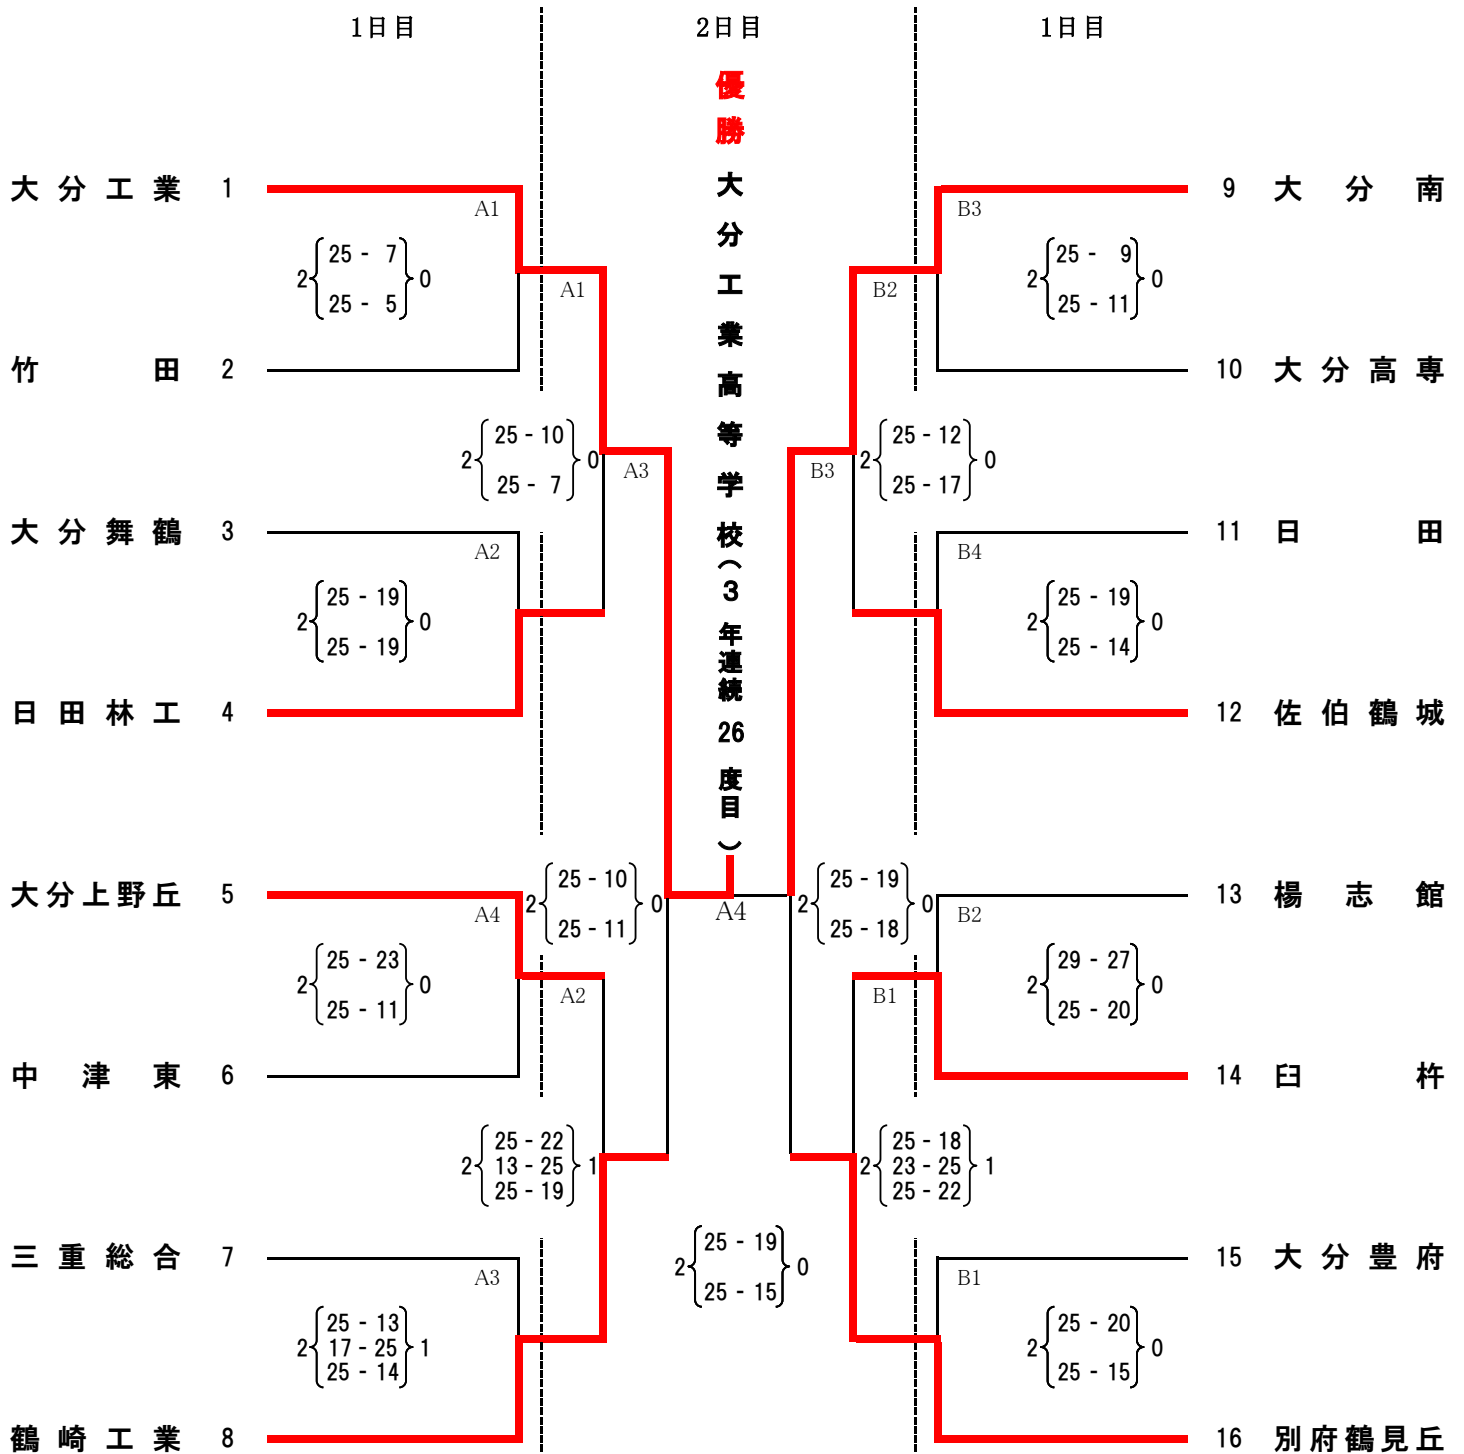 1日目
2日目
1日目
優勝
大分工業高等学校（3年連続26度目）
大分工業 1
A1
2 25 - 7 0
25 - 5
竹田 2
A1
2 25 - 10 0
25 - 7
大分舞鶴 3
A2
2 25 - 19 0
25 - 19
日田林工 4
A3
大分上野丘 5
A4
2 25 - 23 0
25 - 11
中津東 6
2 25 - 10 0
25 - 11
A2
2 25 - 22 1
13 - 25
25 - 19
三重総合 7
A3
2 25 - 13 1
17 - 25
25 - 14
鶴崎工業 8
A4
2 25 - 19 0
25 - 15
9 大分南
B3
2 25 - 9 0
25 - 11
10 大分高専
B2
2 25 - 12 0
25 - 17
11 日田
B4
2 25 - 19 0
25 - 14
12 佐伯鶴城
B3
2 25 - 19 0
25 - 18
13 楊志館
B2
2 29 - 27 0
25 - 20
14 臼杵
B1
2 25 - 18 1
23 - 25
25 - 22
15 大分豊府
B1
2 25 - 20 0
25 - 15
16 別府鶴見丘